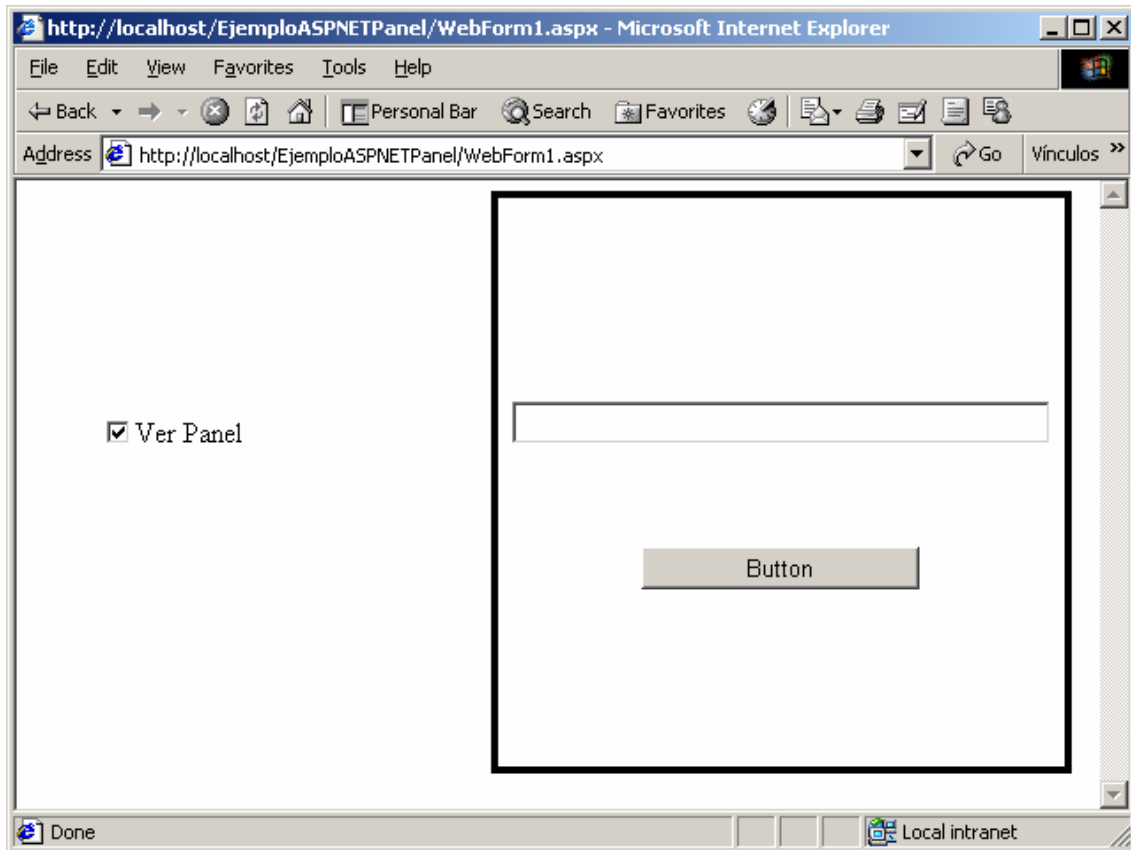 http://localhost/EjemploASPNETPanel/WebForm1.aspx - Microsoft Internet Explorer
File Edit View Favorites Tools Help
Back Personal Bar Search Favorites
Address http://localhost/EjemploASPNETPanel/WebForm1.aspx Go Vínculos »
Ver Panel
Button
Done Local intranet